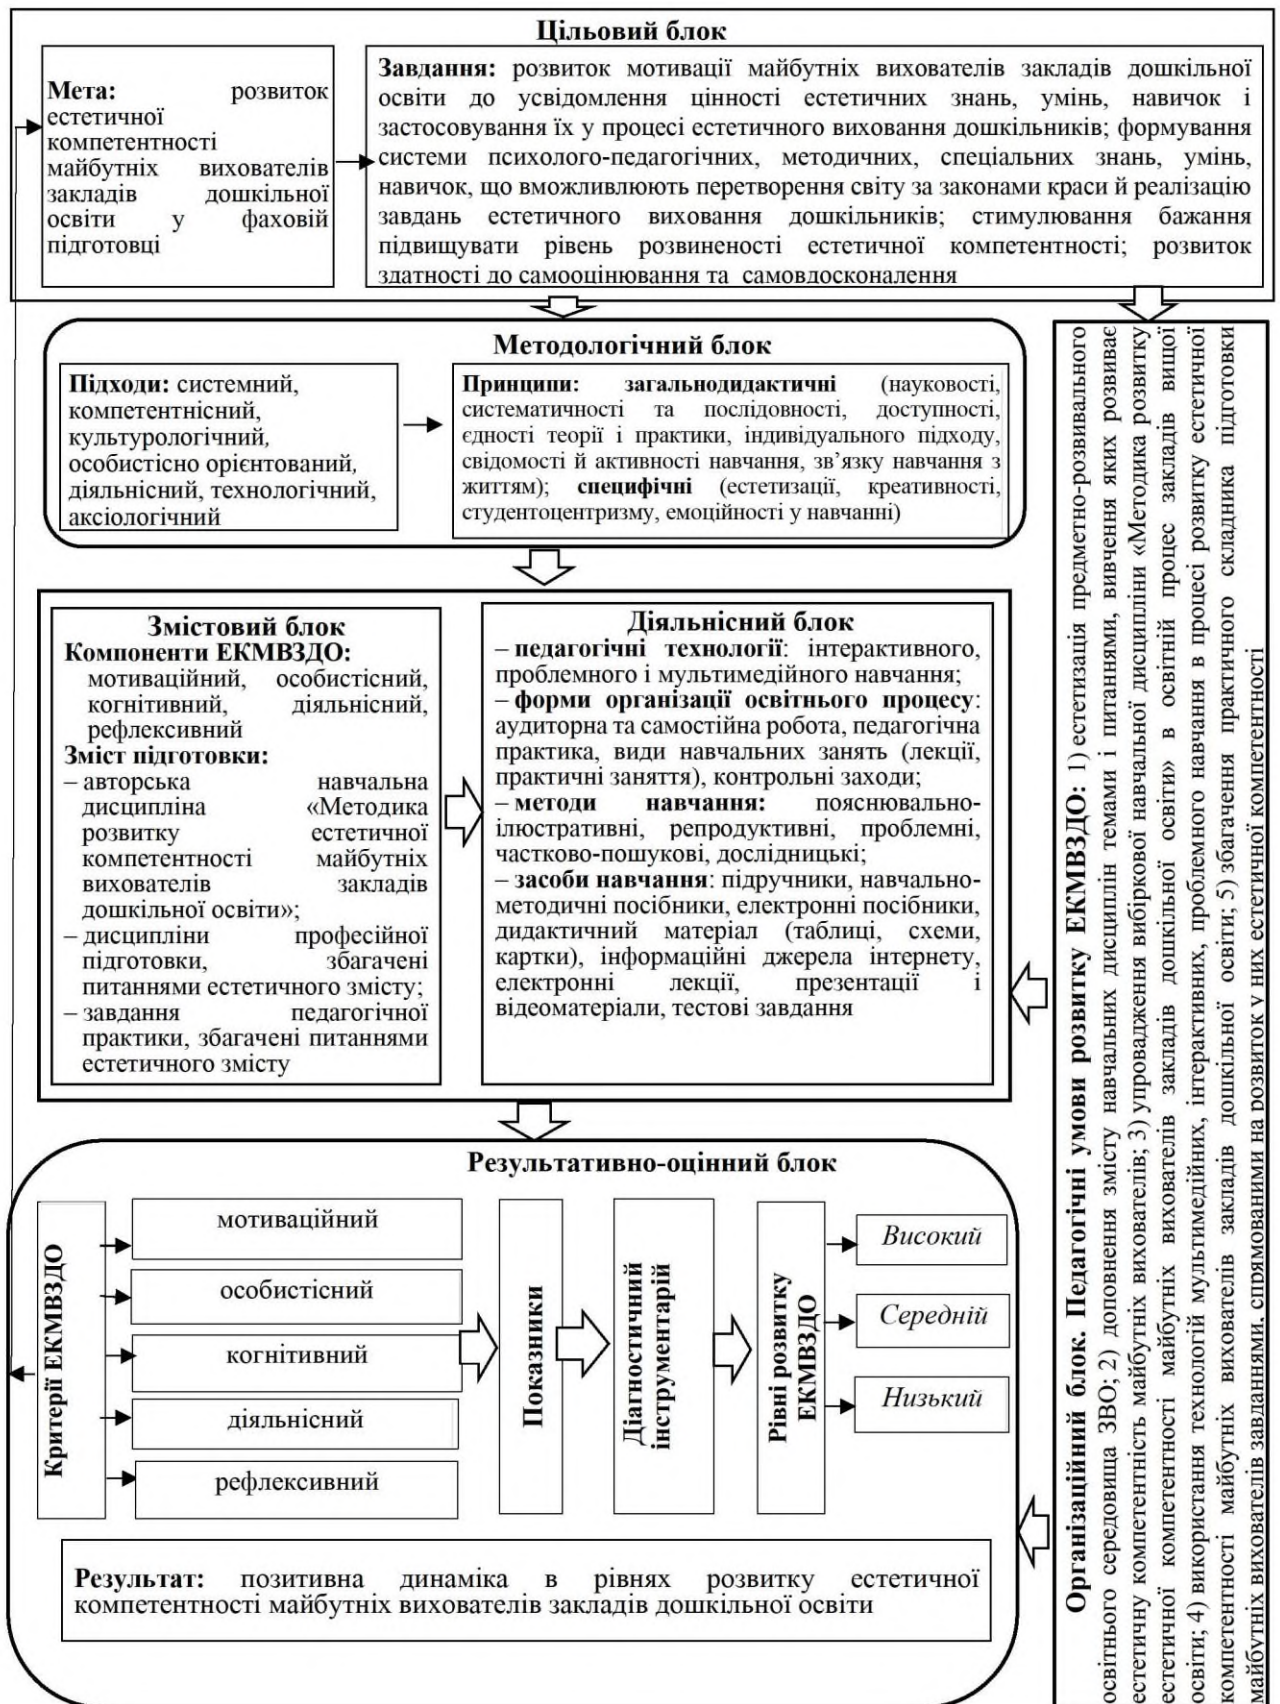 Цільовий блок
Мета: розвиток
естетичної
компетентності
майбутніх вихователів
закладів дошкільної
освіти у фаховій
підготовці
Завдання: розвиток мотивації майбутніх вихователів закладів дошкільної
освіти до усвідомлення цінності естетичних знань, умінь, навичок і
застосовування їх у процесі естетичного виховання дошкільників; формування
системи психолого-педагогічних, методичних, спеціальних знань, умінь,
навичок, що вможливлюють перетворення світу за законами краси й реалізацію
завдань естетичного виховання дошкільників; стимулювання бажання
підвищувати рівень розвиненості естетичної компетентності; розвиток
здатності до самооцінювання та самовдосконалення
Методологічний блок
Підходи: системний,
компетентнісний,
культурологічний,
особистісно орієнтований,
діяльнісний, технологічний,
аксіологічний
Принципи: загальнодидактичні (науковості,
систематичності та послідовності, доступності,
єдності теорії і практики, індивідуального підходу,
свідомості й активності навчання, зв’язку навчання з
життям); специфічні (естетизації, креативності,
студентоцентризму, емоційності у навчанні)
Змістовий блок
Компоненти ЕКМВЗДО:
мотиваційний, особистісний,
когнітивний, діяльнісний,
рефлексивний
Зміст підготовки:
– авторська навчальна
дисципліна «Методика
розвитку естетичної
компетентності майбутніх
вихователів закладів
дошкільної освіти»;
– дисципліни професійної
підготовки, збагачені
питаннями естетичного змісту;
– завдання педагогічної
практики, збагачені питаннями
естетичного змісту
Діяльнісний блок
– педагогічні технології: інтерактивного,
проблемного і мультимедійного навчання;
– форми організації освітнього процесу:
аудиторна та самостійна робота, педагогічна
практика, види навчальних занять (лекції,
практичні заняття), контрольні заходи;
– методи навчання: пояснювально-
ілюстративні, репродуктивні, проблемні,
частково-пошукові, дослідницькі;
– засоби навчання: підручники, навчально-
методичні посібники, електронні посібники,
дидактичний матеріал (таблиці, схеми,
картки), інформаційні джерела інтернету,
електронні лекції, презентації і
відеоматеріали, тестові завдання
Результативно-оцінний блок
Критерії ЕКМВЗДО
мотиваційний
особистісний
когнітивний
діяльнісний
рефлексивний
Показники
Діагностичний
інструментарій
Рівні розвитку
ЕКМВЗДО
Високий
Середній
Низький
Результат: позитивна динаміка в рівнях розвитку естетичної
компетентності майбутніх вихователів закладів дошкільної освіти
Організаційний блок. Педагогічні умови розвитку ЕКМВЗДО: 1) естетизація предметно-розвивального
освітнього середовища ЗВО; 2) доповнення змісту навчальних дисциплін темами і питаннями, вивчення яких розвиває
естетичну компетентність майбутніх вихователів; 3) упровадження вибіркової навчальної дисципліни «Методика розвитку
естетичної компетентності майбутніх вихователів закладів дошкільної освіти» в освітній процес закладів вищої
освіти; 4) використання технологій мультимедійних, інтерактивних, проблемного навчання в процесі розвитку естетичної
компетентності майбутніх вихователів закладів дошкільної освіти; 5) збагачення практичного складника підготовки
майбутніх вихователів завданнями, спрямованими на розвиток у них естетичної компетентності